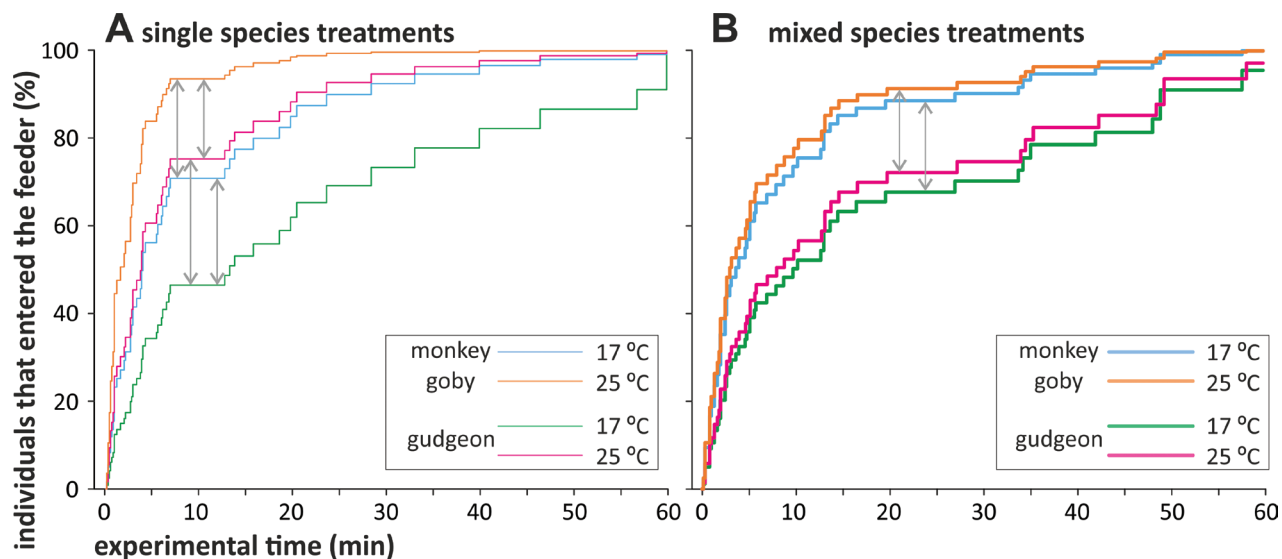 A single species treatments
B mixed species treatments
individuals that entered the feeder (%)
100
80
60
40
20
0
monkey 17 ºC
goby 25 ºC
gudgeon 17 ºC
25 ºC
monkey 17 ºC
goby 25 ºC
gudgeon 17 ºC
25 ºC
0 10 20 30 40 50 60
0 10 20 30 40 50 60
experimental time (min)